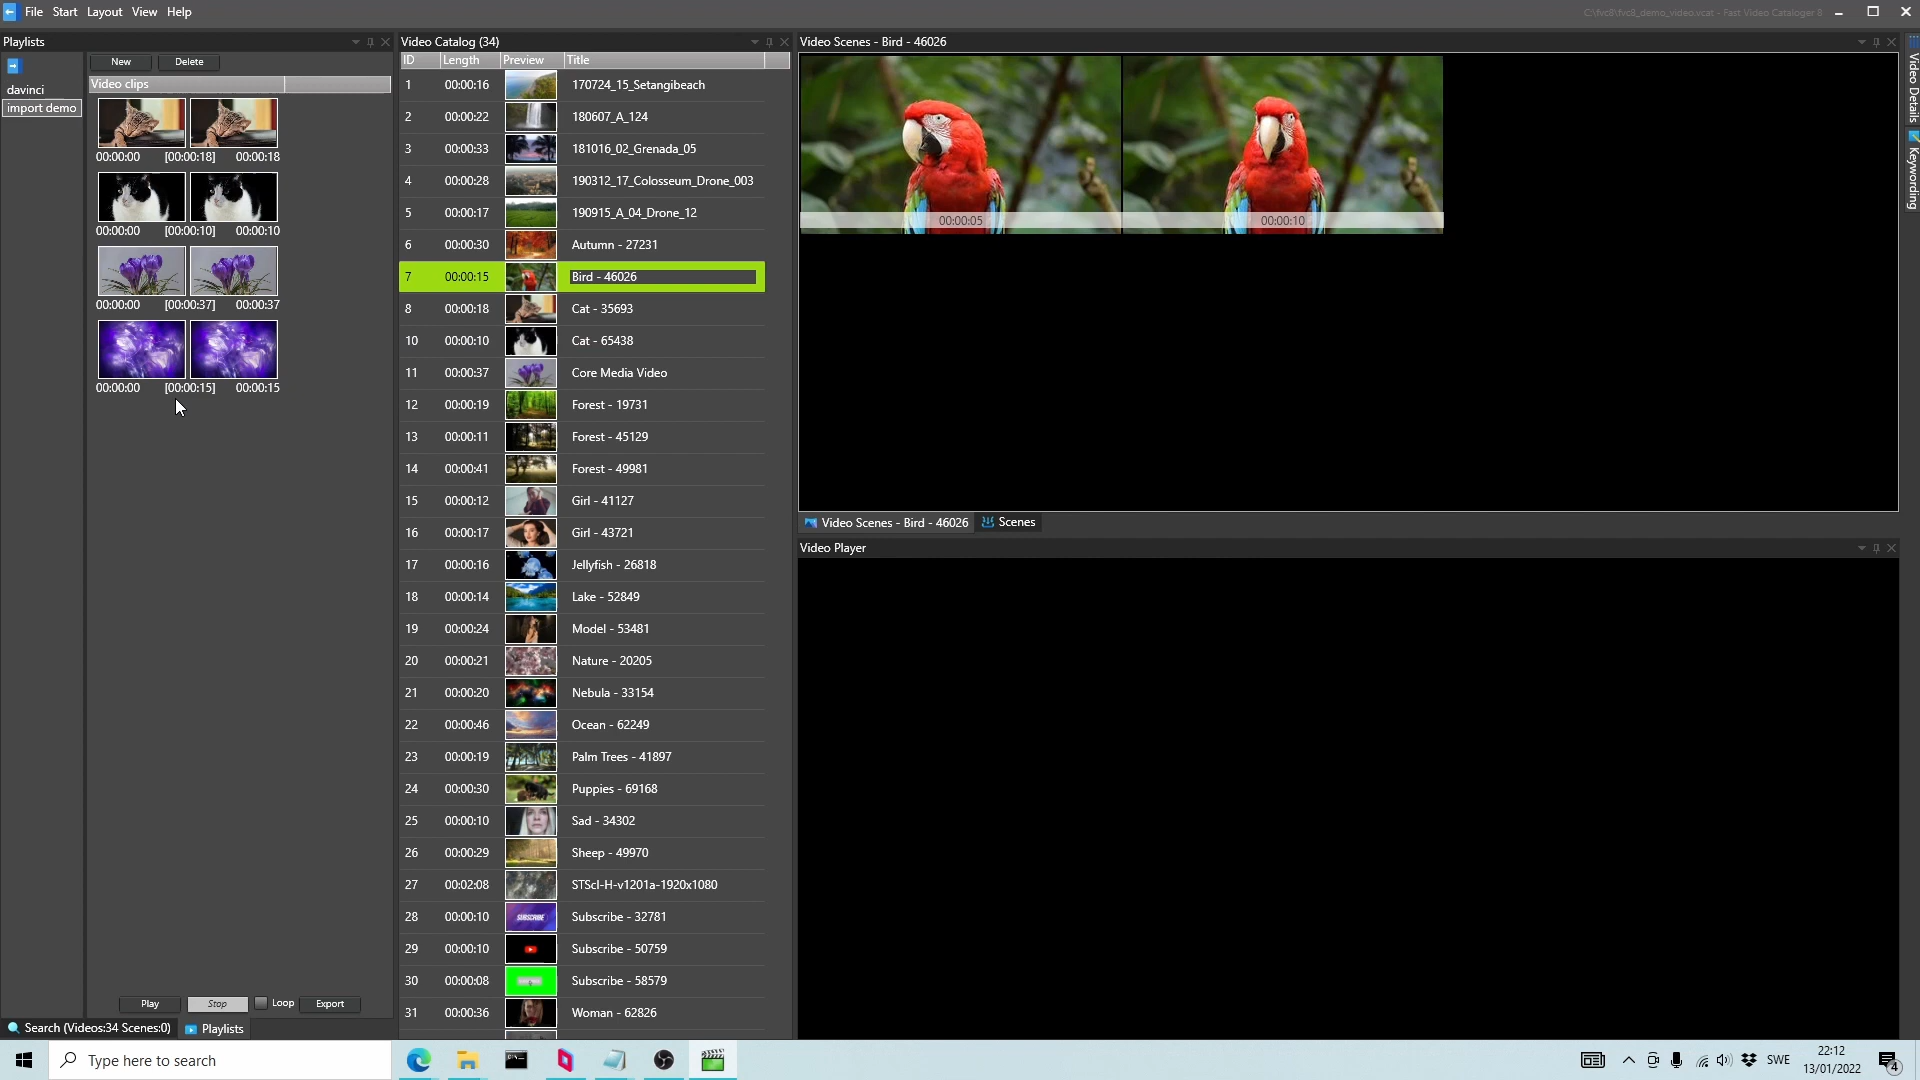 File Start Layout View Help
C:\fvc8\fvc8_demo_video.vcat - Fast Video Cataloger 8
Playlists
New Delete
davinci
import demo
Video clips
00:00:00 [00:00:18] 00:00:18
00:00:00 [00:00:10] 00:00:10
00:00:00 [00:00:37] 00:00:37
00:00:00 [00:00:15] 00:00:15
Play Stop Loop Export
Search (Videos:34 Scenes:0) Playlists
Video Catalog (34)
ID Length Preview Title
1 00:00:16 170724_15_Setangibeach
2 00:00:22 180607_A_124
3 00:00:33 181016_02_Grenada_05
4 00:00:28 190312_17_Colosseum_Drone_003
5 00:00:17 190915_A_04_Drone_12
6 00:00:30 Autumn - 27231
7 00:00:15 Bird - 46026
8 00:00:18 Cat - 35693
10 00:00:10 Cat - 65438
11 00:00:37 Core Media Video
12 00:00:19 Forest - 19731
13 00:00:11 Forest - 45129
14 00:00:41 Forest - 49981
15 00:00:12 Girl - 41127
16 00:00:17 Girl - 43721
17 00:00:16 Jellyfish - 26818
18 00:00:14 Lake - 52849
19 00:00:24 Model - 53481
20 00:00:21 Nature - 20205
21 00:00:20 Nebula - 33154
22 00:00:46 Ocean - 62249
23 00:00:19 Palm Trees - 41897
24 00:00:30 Puppies - 69168
25 00:00:10 Sad - 34302
26 00:00:29 Sheep - 49970
27 00:02:08 STScI-H-v1201a-1920x1080
28 00:00:10 SUBSCRIBE Subscribe - 32781
29 00:00:10 Subscribe - 50759
30 00:00:08 Subscribe - 58579
31 00:00:36 Woman - 62826
Video Scenes - Bird - 46026
00:00:05 00:00:10
Video Scenes - Bird - 46026 Scenes
Video Player
Video Details
Keywording
Type here to search
SWE
22:12
13/01/2022
4